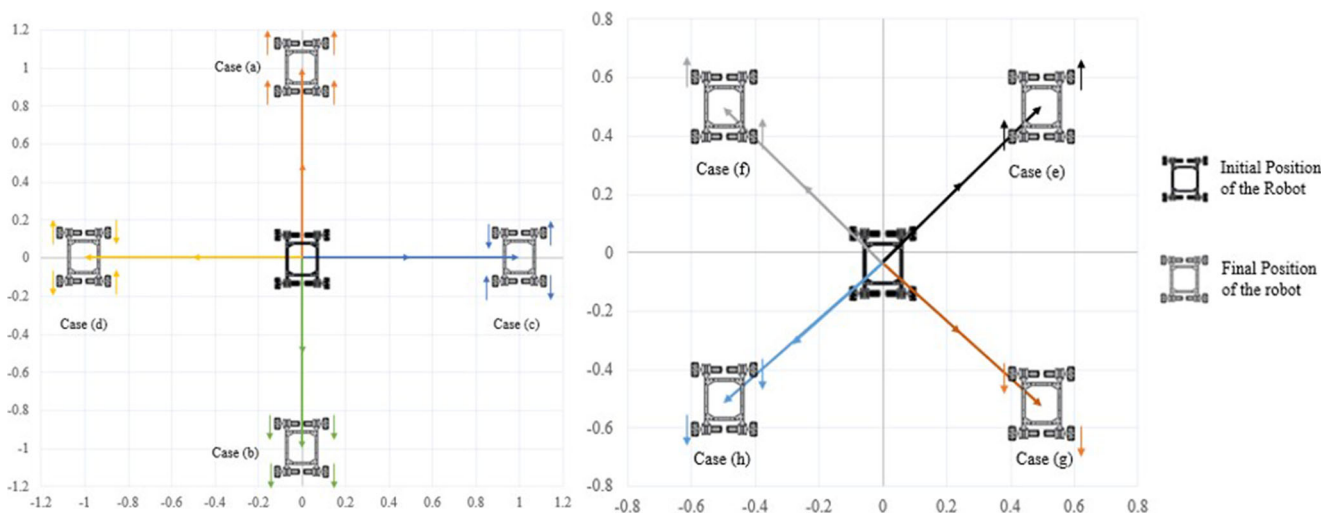 1.2
1
0.8
0.6
0.4
0.2
0
-0.2
-0.4
-0.6
-0.8
-1
-1.2
-1.2 -1 -0.8 -0.6 -0.4 -0.2 0 0.2 0.4 0.6 0.8 1 1.2
Case (a)
Case (d)
Case (c)
Case (b)
0.8
0.6
0.4
0.2
0
-0.2
-0.4
-0.6
-0.8
-0.8 -0.6 -0.4 -0.2 0 0.2 0.4 0.6 0.8
Case (f)
Case (e)
Case (h)
Case (g)
Initial Position
of the Robot
Final Position
of the robot